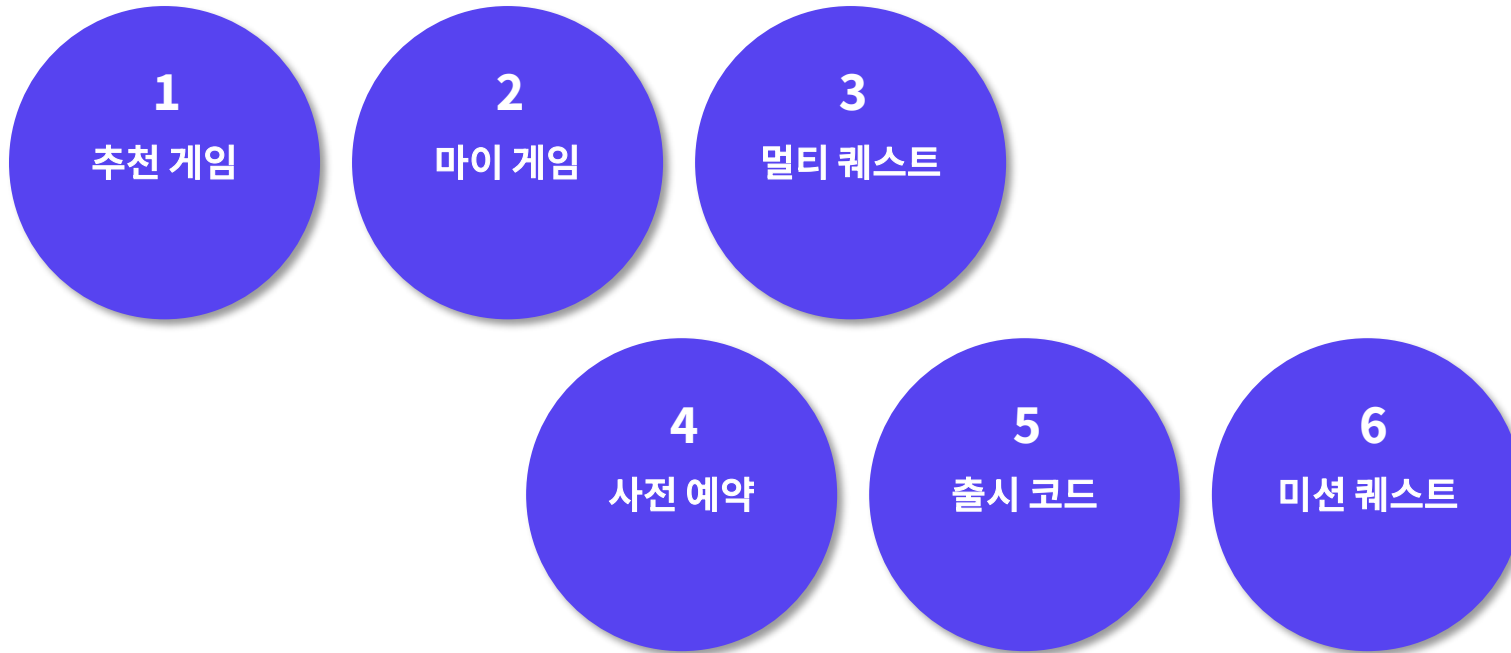 1
추천 게임
2
마이 게임
3
멀티 퀘스트
4
사전 예약
5
출시 코드
6
미션 퀘스트